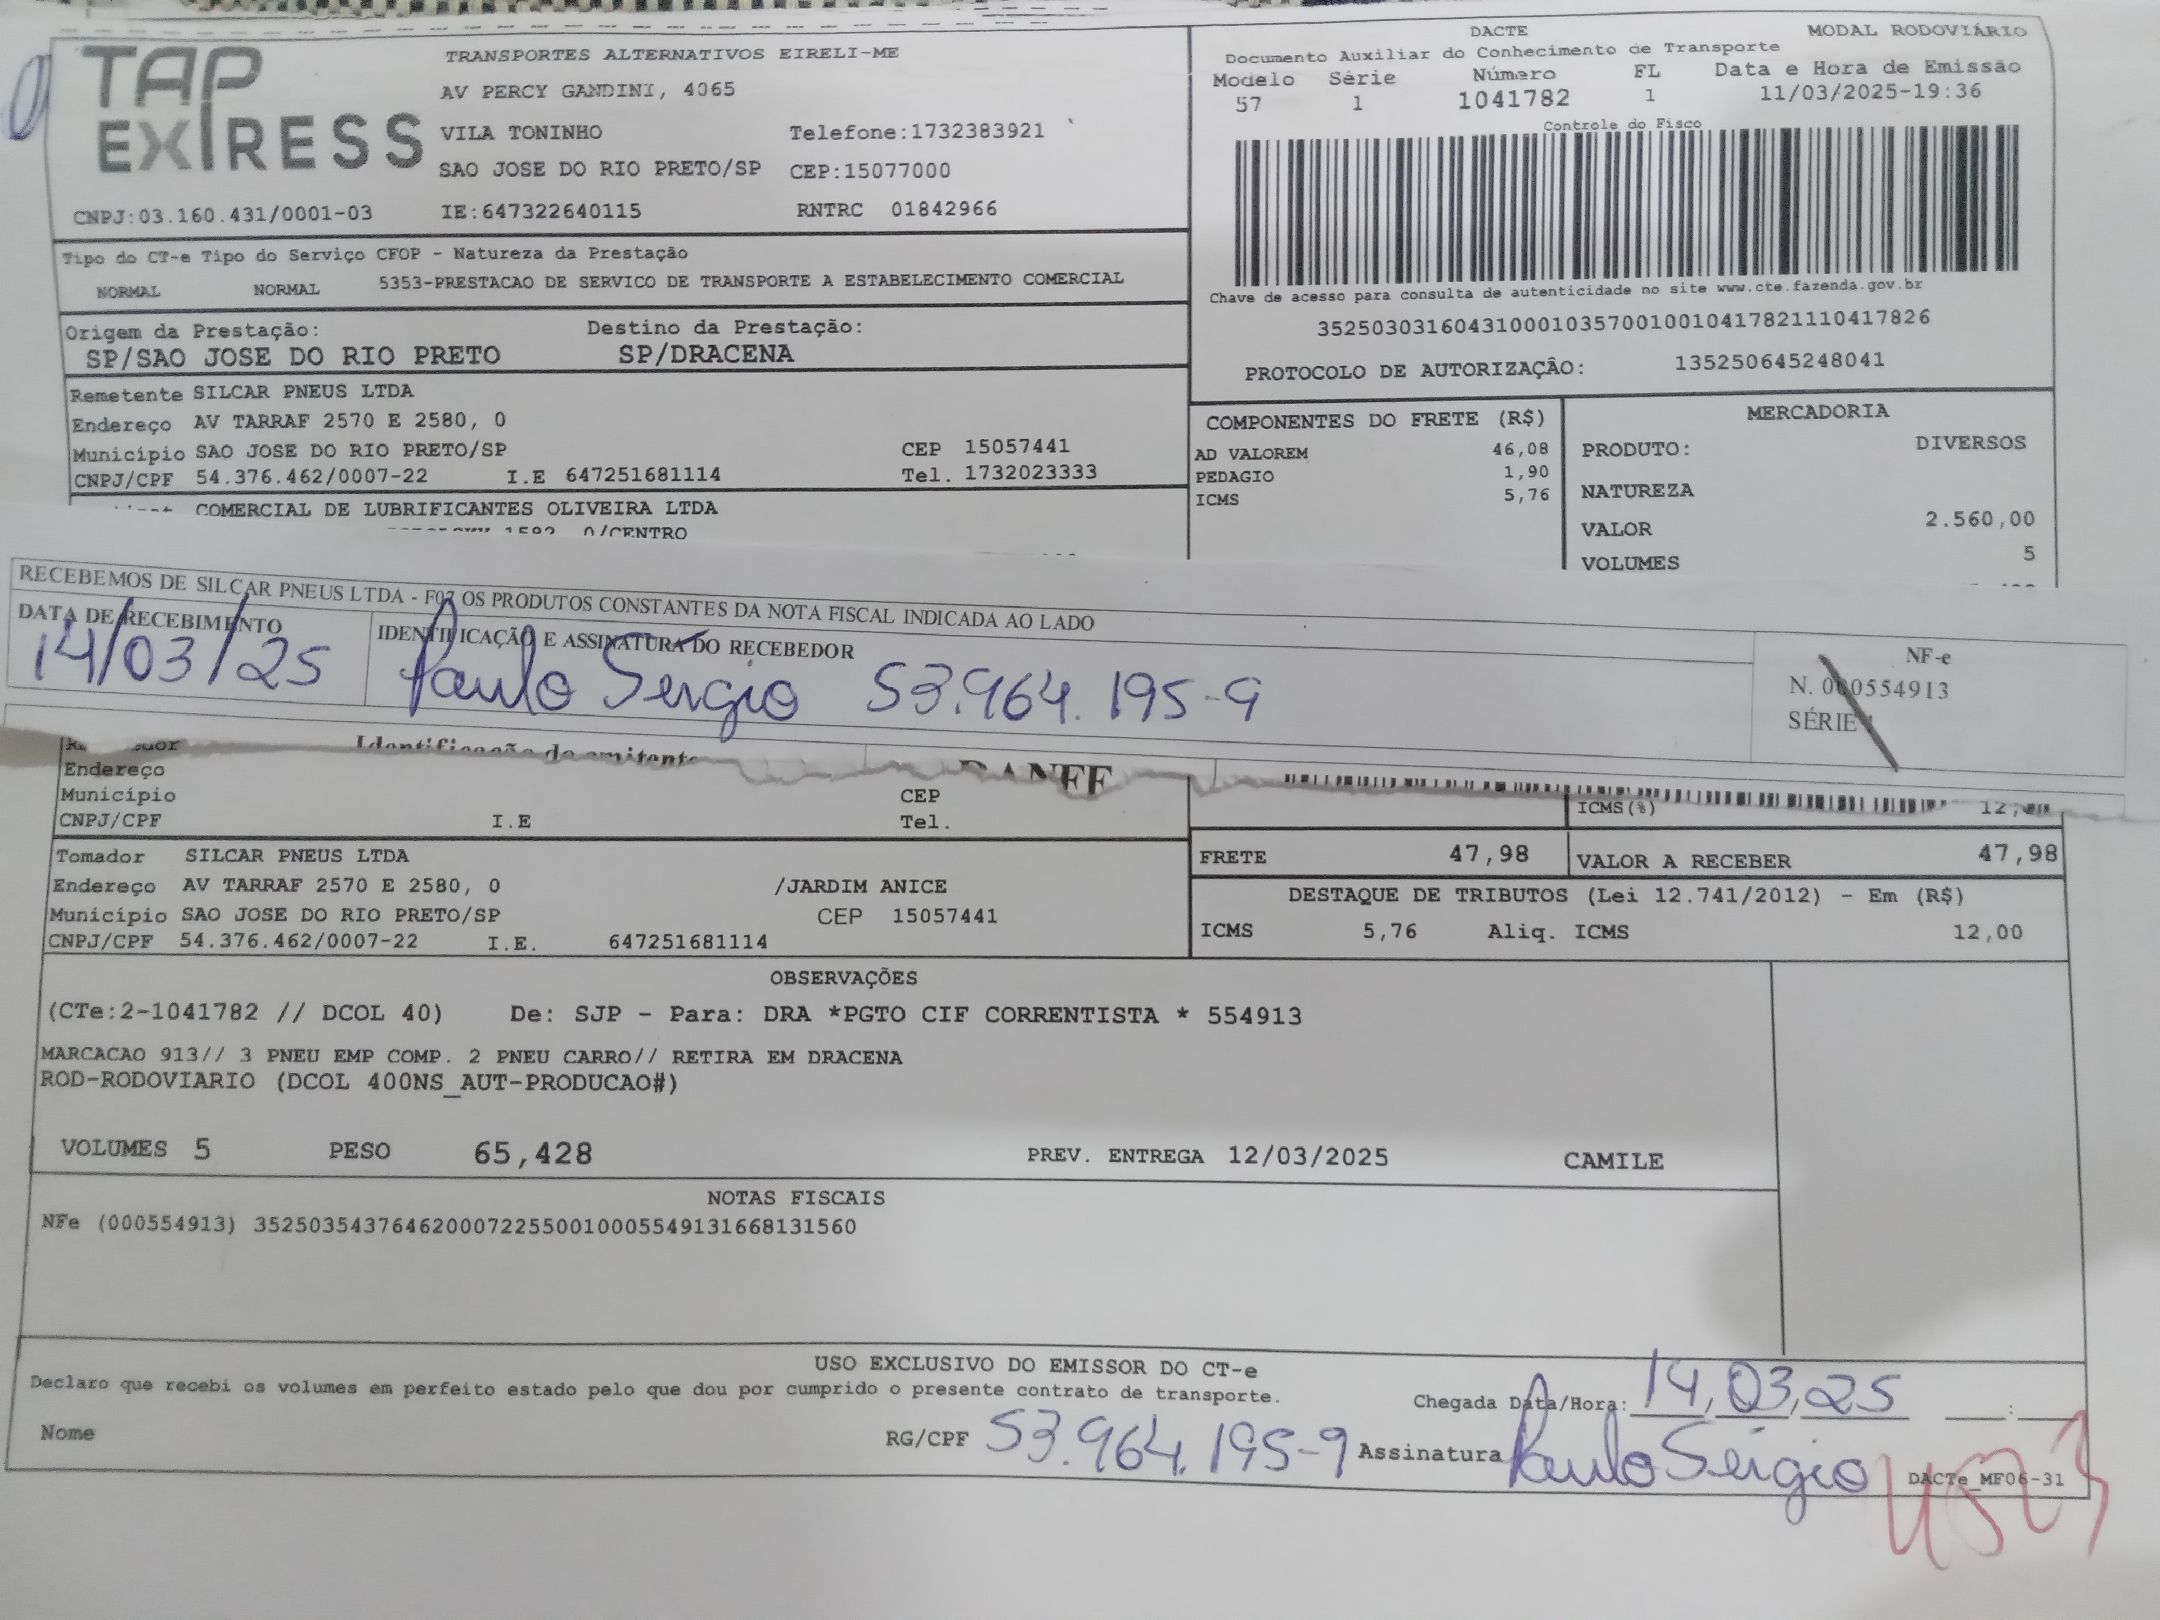 TAP EXPRESS
TRANSPORTES ALTERNATIVOS EIRELI-ME
AV PERCY GANDINI, 4065
VILA TONINHO Telefone:1732383921
SAO JOSE DO RIO PRETO/SP CEP:15077000
CNPJ:03.160.431/0001-03 IE:647322640115 RNTRC 01842966
DACTE MODAL RODOVIÁRIO
Documento Auxiliar do Conhecimento de Transporte
Modelo Série Número FL Data e Hora de Emissão
57 1 1041782 1 11/03/2025-19:36
Controle do Fisco
Chave de acesso para consulta de autenticidade no site www.cte.fazenda.gov.br
35250303160431000103570010010417821110417826
PROTOCOLO DE AUTORIZAÇÃO: 135250645248041
Tipo do CT-e Tipo do Serviço CFOP - Natureza da Prestação
NORMAL NORMAL 5353-PRESTACAO DE SERVICO DE TRANSPORTE A ESTABELECIMENTO COMERCIAL
Origem da Prestação: Destino da Prestação:
SP/SAO JOSE DO RIO PRETO SP/DRACENA
Remetente SILCAR PNEUS LTDA
Endereço AV TARRAF 2570 E 2580, 0
Município SAO JOSE DO RIO PRETO/SP CEP 15057441
CNPJ/CPF 54.376.462/0007-22 I.E 647251681114 Tel. 1732023333
COMERCIAL DE LUBRIFICANTES OLIVEIRA LTDA
1582 0/CENTRO
COMPONENTES DO FRETE (R$)
AD VALOREM 46,08
PEDAGIO 1,90
ICMS 5,76
MERCADORIA
PRODUTO: DIVERSOS
NATUREZA
VALOR 2.560,00
VOLUMES 5
RECEBEMOS DE SILCAR PNEUS LTDA - F07 OS PRODUTOS CONSTANTES DA NOTA FISCAL INDICADA AO LADO
DATA DE RECEBIMENTO IDENTIFICAÇÃO E ASSINATURA DO RECEBEDOR
14/03/25 Paulo Sérgio 53.964.195-9
NF-e
N. 000554913
SÉRIE
Identificação do emitente DANFE
Endereço
Município CEP
CNPJ/CPF I.E Tel.
ICMS(%)
Tomador SILCAR PNEUS LTDA
Endereço AV TARRAF 2570 E 2580, 0 /JARDIM ANICE
Município SAO JOSE DO RIO PRETO/SP CEP 15057441
CNPJ/CPF 54.376.462/0007-22 I.E. 647251681114
FRETE 47,98 VALOR A RECEBER 47,98
DESTAQUE DE TRIBUTOS (Lei 12.741/2012) - Em (R$)
ICMS 5,76 Aliq. ICMS 12,00
OBSERVAÇÕES
(CTe:2-1041782 // DCOL 40) De: SJP - Para: DRA *PGTO CIF CORRENTISTA * 554913
MARCACAO 913// 3 PNEU EMP COMP. 2 PNEU CARRO// RETIRA EM DRACENA
ROD-RODOVIARIO (DCOL 400NS_AUT-PRODUCAO#)
VOLUMES 5 PESO 65,428 PREV. ENTREGA 12/03/2025 CAMILE
NOTAS FISCAIS
NFe (000554913) 35250354376462000722550010005549131668131560
USO EXCLUSIVO DO EMISSOR DO CT-e
Declaro que recebi os volumes em perfeito estado pelo que dou por cumprido o presente contrato de transporte.
Chegada Data/Hora: 14,03,25 :
Nome RG/CPF 53.964.195-9 Assinatura Paulo Sérgio
DACTe_MF06-31